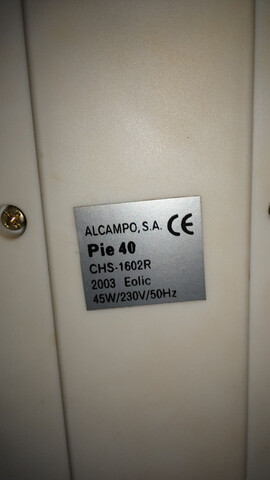 ALCAMPO, S.A. CE
Pie 40
CHS-1602R
2003 Eolic
45W/230V/50Hz